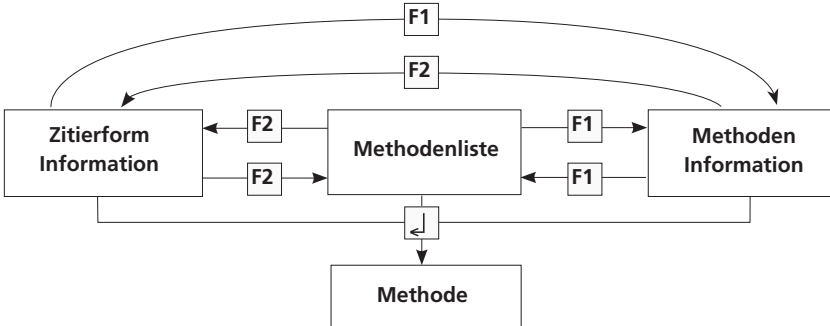 F1
F2
Zitierform
Information
F2
F2
Methodenliste
F1
F1
Methoden
Information
Methode